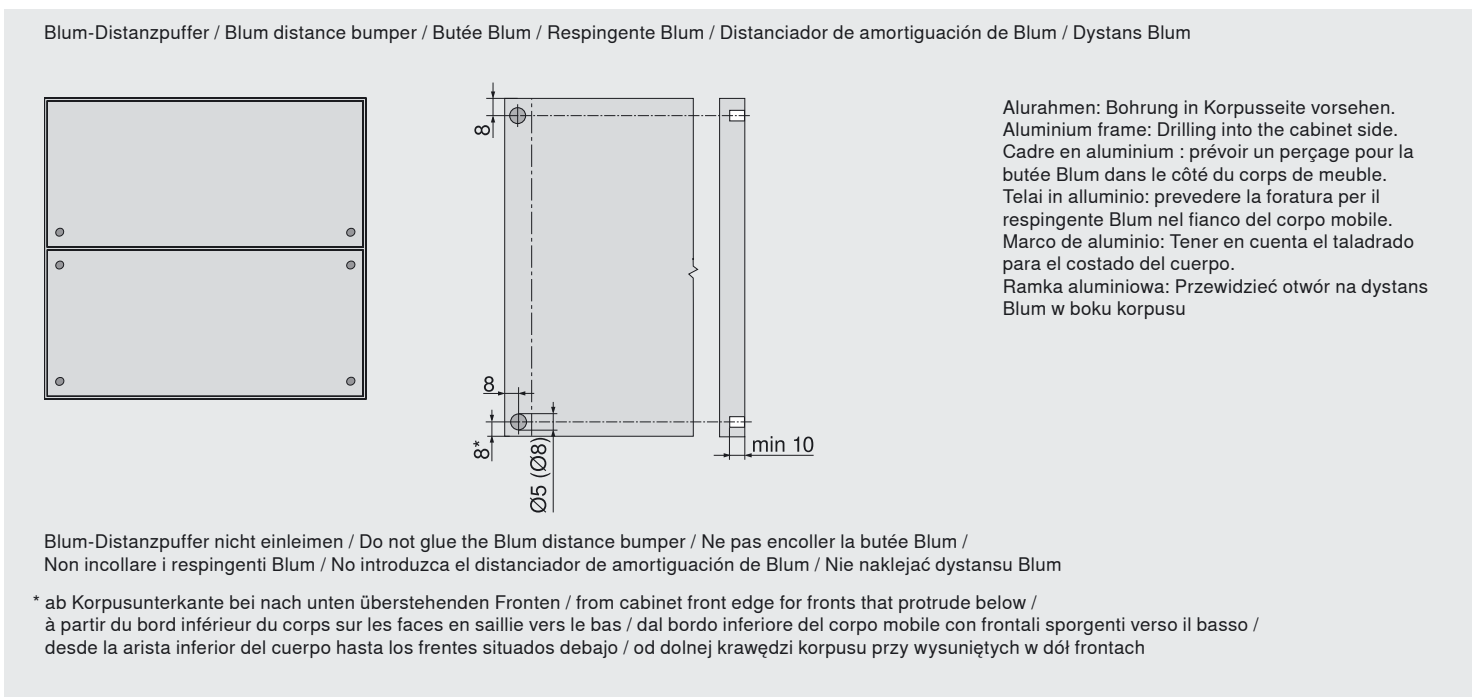 Blum-Distanzpuffer / Blum distance bumper / Butée Blum / Respingente Blum / Distanciador de amortiguación de Blum / Dystans Blum
8
8
8*
Ø5 (Ø8)
min 10
Alurahmen: Bohrung in Korpusseite vorsehen.
Aluminium frame: Drilling into the cabinet side.
Cadre en aluminium : prévoir un perçage pour la
butée Blum dans le côté du corps de meuble.
Telai in alluminio: prevedere la foratura per il
respingente Blum nel fianco del corpo mobile.
Marco de aluminio: Tener en cuenta el taladrado
para el costado del cuerpo.
Ramka aluminiowa: Przewidzieć otwór na dystans
Blum w boku korpusu
Blum-Distanzpuffer nicht einleimen / Do not glue the Blum distance bumper / Ne pas encoller la butée Blum /
Non incollare i respingenti Blum / No introduzca el distanciador de amortiguación de Blum / Nie naklejać dystansu Blum
* ab Korpusunterkante bei nach unten überstehenden Fronten / from cabinet front edge for fronts that protrude below /
à partir du bord inférieur du corps sur les faces en saillie vers le bas / dal bordo inferiore del corpo mobile con frontali sporgenti verso il basso /
desde la arista inferior del cuerpo hasta los frentes situados debajo / od dolnej krawędzi korpusu przy wysuniętych w dół frontach